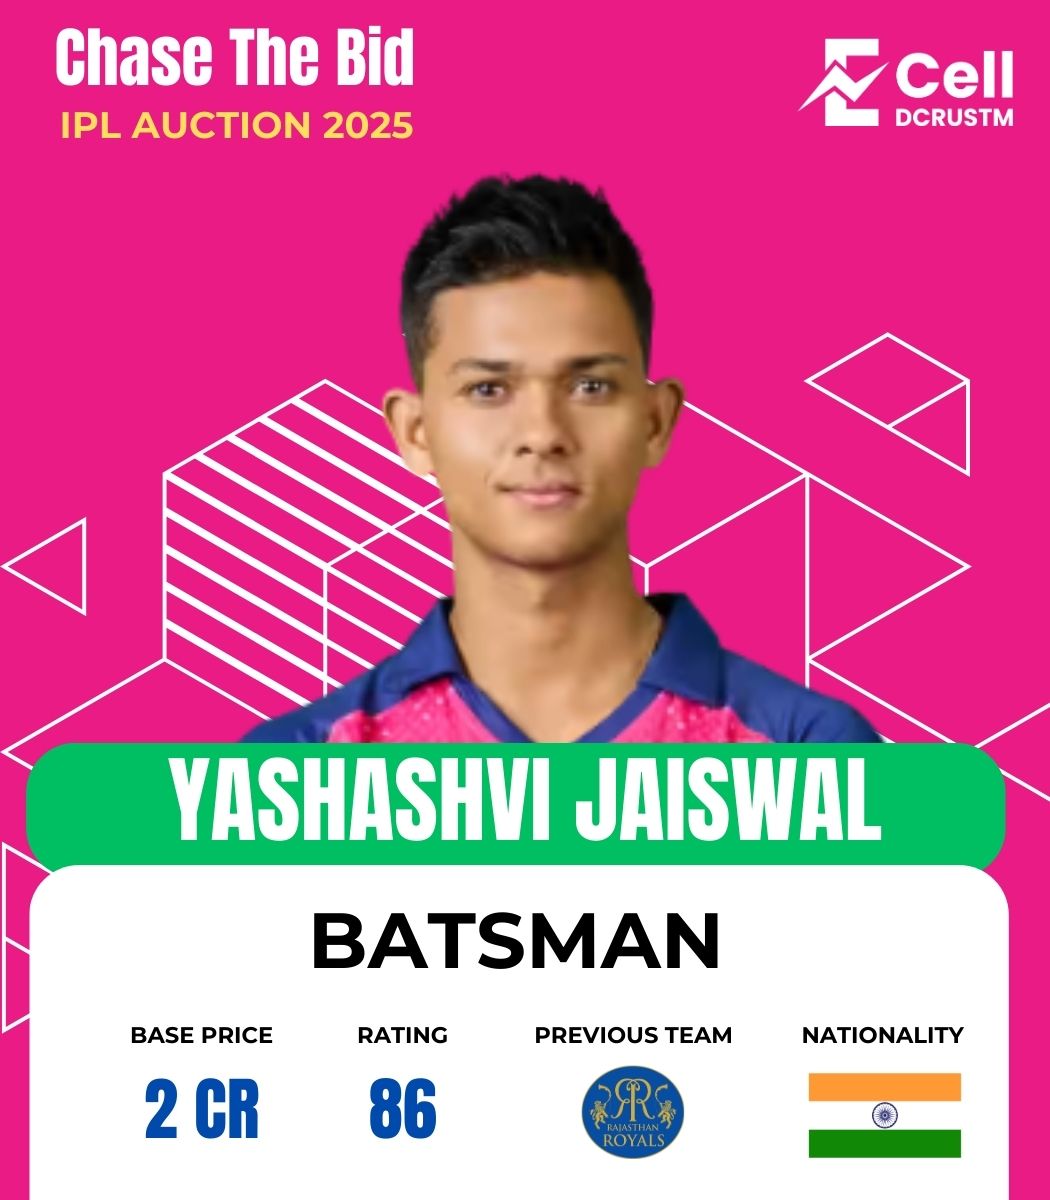 Chase The Bid
IPL AUCTION 2025
Cell
DCRUSTM
YASHASHVI JAISWAL
BATSMAN
BASE PRICE
RATING
PREVIOUS TEAM
NATIONALITY
2 CR
86
RR
RAJASTHAN
ROYALS